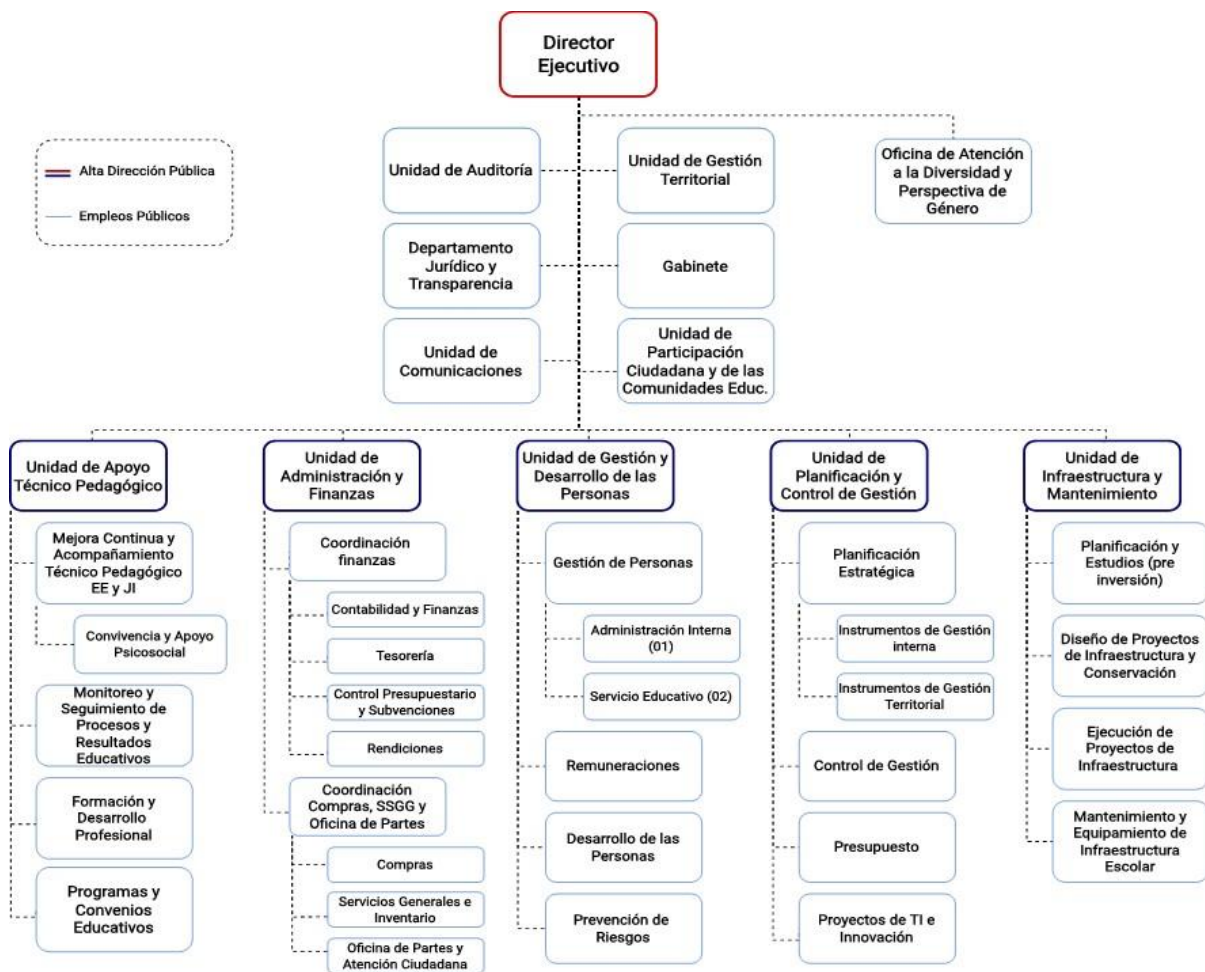 Director
Ejecutivo
Alta Dirección Pública
Empleos Públicos
Unidad de Auditoría
Unidad de Gestión
Territorial
Oficina de Atención
a la Diversidad y
Perspectiva de
Género
Departamento
Jurídico y
Transparencia
Gabinete
Unidad de
Comunicaciones
Unidad de
Participación
Ciudadana y de las
Comunidades Educ.
Unidad de Apoyo
Técnico Pedagógico
Mejora Continua y
Acompañamiento
Técnico Pedagógico
EE y JI
Convivencia y Apoyo
Psicosocial
Monitoreo y
Seguimiento de
Procesos y
Resultados
Educativos
Formación y
Desarrollo
Profesional
Programas y
Convenios
Educativos
Unidad de
Administración y
Finanzas
Coordinación
finanzas
Contabilidad y Finanzas
Tesorería
Control Presupuestario
y Subvenciones
Rendiciones
Coordinación
Compras, SSGG y
Oficina de Partes
Compras
Servicios Generales e
Inventario
Oficina de Partes y
Atención Ciudadana
Unidad de Gestión y
Desarrollo de las
Personas
Gestión de Personas
Administración Interna
(01)
Servicio Educativo (02)
Remuneraciones
Desarrollo de las
Personas
Prevención de
Riesgos
Unidad de
Planificación y
Control de Gestión
Planificación
Estratégica
Instrumentos de Gestión
interna
Instrumentos de Gestión
Territorial
Control de Gestión
Presupuesto
Proyectos de TI e
Innovación
Unidad de
Infraestructura y
Mantenimiento
Planificación y
Estudios (pre
inversión)
Diseño de Proyectos
de Infraestructura y
Conservación
Ejecución de
Proyectos de
Infraestructura
Mantenimiento y
Equipamiento de
Infraestructura
Escolar